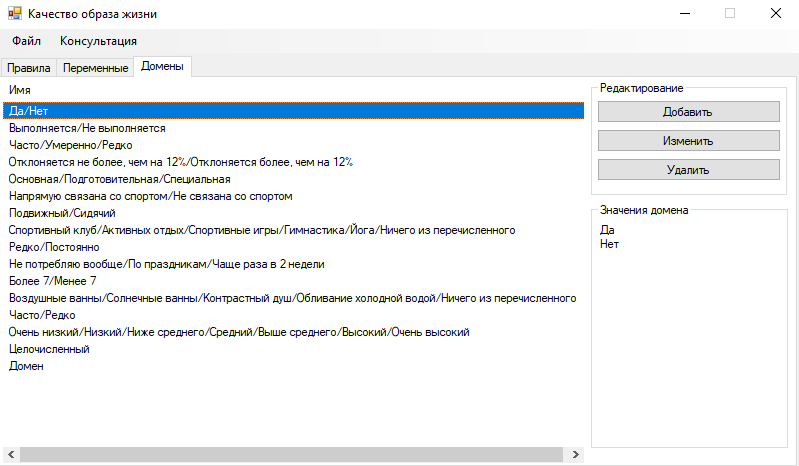 Качество образа жизни
Файл Консультация
Правила Переменные Домены
Имя
Да/Нет
Выполняется/Не выполняется
Часто/Умеренно/Редко
Отклоняется не более, чем на 12%/Отклоняется более, чем на 12%
Основная/Подготовительная/Специальная
Напрямую связана со спортом/Не связана со спортом
Подвижный/Сидячий
Спортивный клуб/Активных отдых/Спортивные игры/Гимнастика/Йога/Ничего из перечисленного
Редко/Постоянно
Не потребляю вообще/По праздникам/Чаще раза в 2 недели
Более 7/Менее 7
Воздушные ванны/Солнечные ванны/Контрастный душ/Обливание холодной водой/Ничего из перечисленного
Часто/Редко
Очень низкий/Низкий/Ниже среднего/Средний/Выше среднего/Высокий/Очень высокий
Целочисленный
Домен
Редактирование
Добавить
Изменить
Удалить
Значения домена
Да
Нет